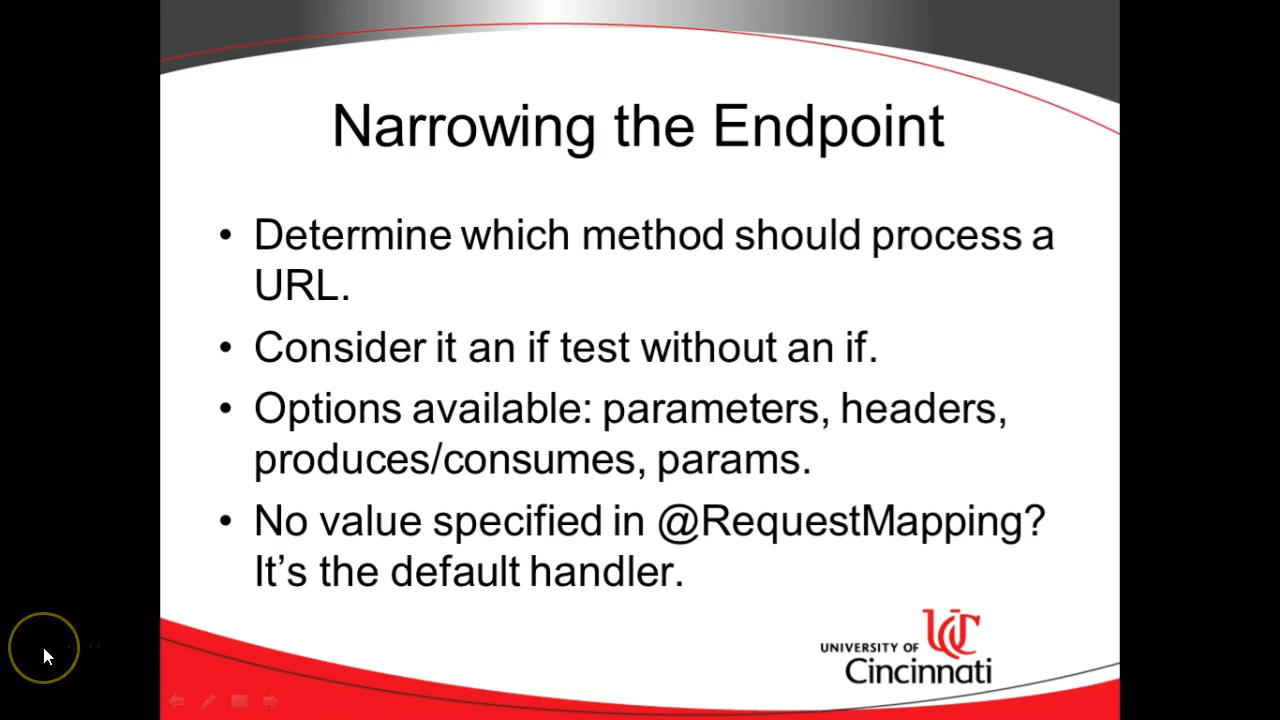 Narrowing the Endpoint
• Determine which method should process a
URL.
• Consider it an if test without an if.
• Options available: parameters, headers,
produces/consumes, params.
• No value specified in @RequestMapping?
It’s the default handler.
UC
UNIVERSITY OF
Cincinnati